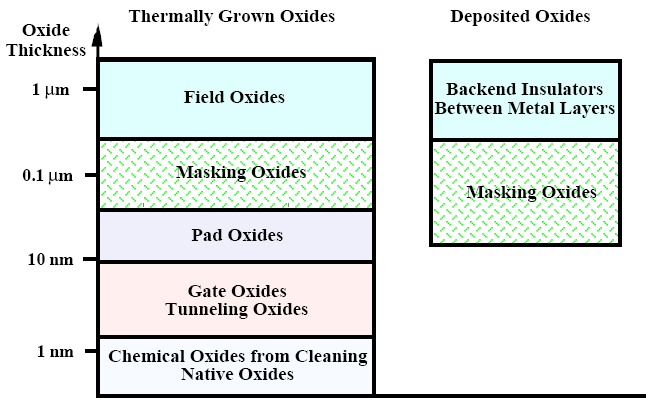 Thermally Grown Oxides
Deposited Oxides
Oxide
Thickness
1 μm
0.1 μm
10 nm
1 nm
Field Oxides
Masking Oxides
Pad Oxides
Gate Oxides
Tunneling Oxides
Chemical Oxides from Cleaning
Native Oxides
Backend Insulators
Between Metal Layers
Masking Oxides